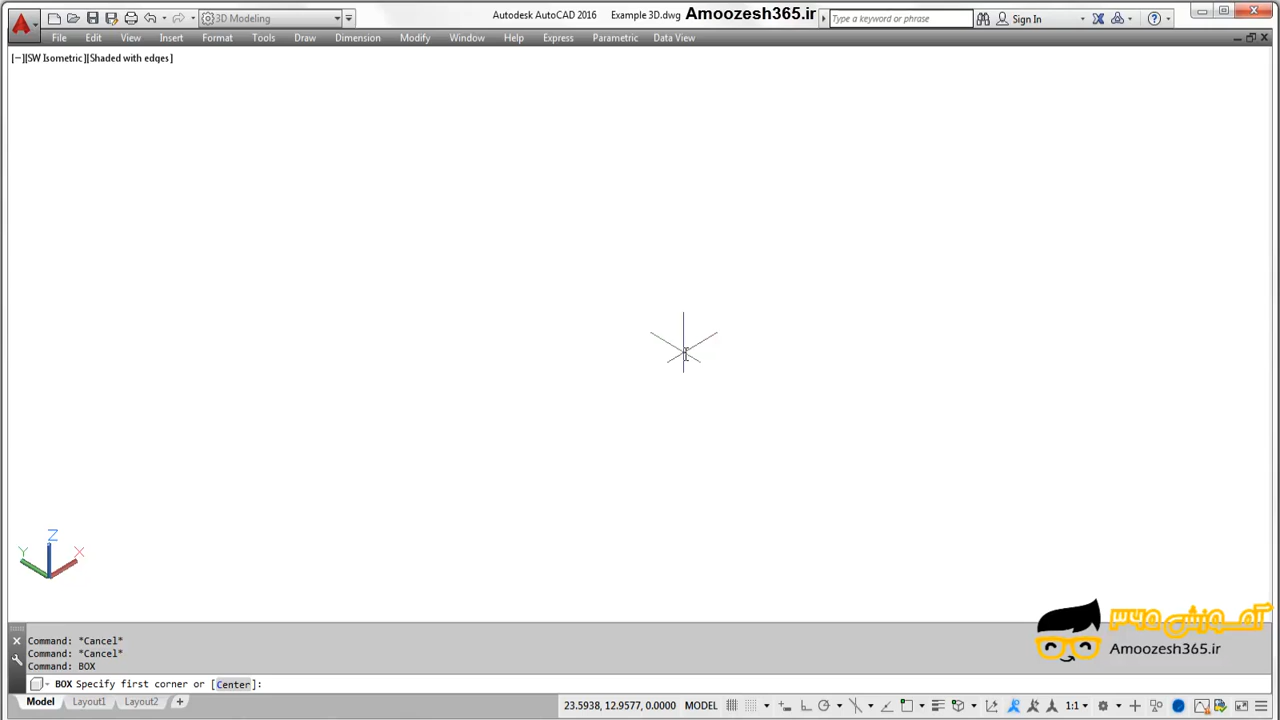 3D Modeling
Autodesk AutoCAD 2016 Example 3D.dwg Amoozesh365.ir
Type a keyword or phrase
Sign In
File Edit View Insert Format Tools Draw Dimension Modify Window Help Express Parametric Data View
[−][SW Isometric][Shaded with edges]
Z
Y
X
Command: *Cancel*
Command: *Cancel*
Command: BOX
BOX Specify first corner or [Center]:
آموزش ۳۶۵
Amoozesh365.ir
Model Layout1 Layout2 +
23.5938, 12.9577, 0.0000 MODEL
1:1